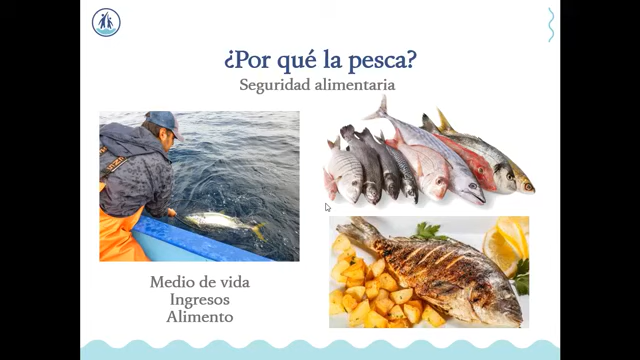 ¿Por qué la pesca?
Seguridad alimentaria
Medio de vida
Ingresos
Alimento